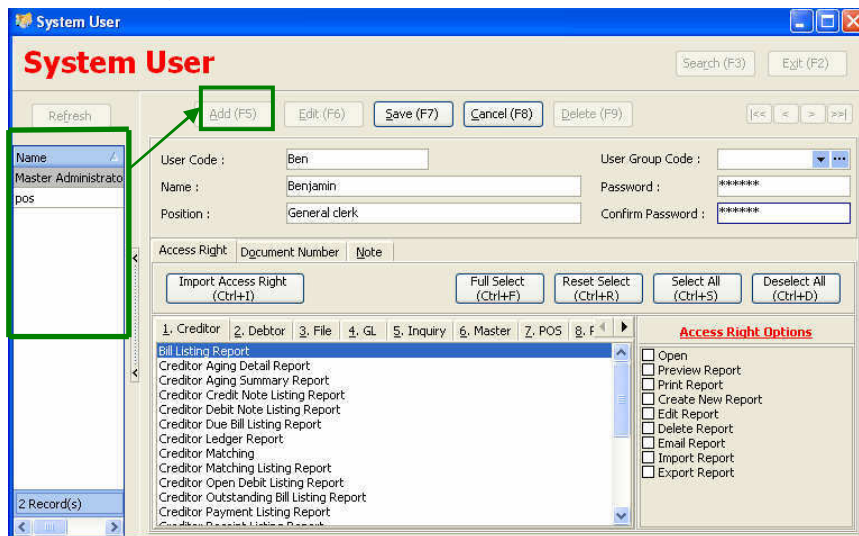 System User
System User
Search (F3) Exit (F2)
Refresh Add (F5) Edit (F6) Save (F7) Cancel (F8) Delete (F9) |<< < > >>|
Name
Master Administrato
pos
User Code : Ben User Group Code :
Name : Benjamin Password : ******
Position : General clerk Confirm Password : ******
Access Right Document Number Note
Import Access Right (Ctrl+I) Full Select (Ctrl+F) Reset Select (Ctrl+R) Select All (Ctrl+S) Deselect All (Ctrl+D)
1. Creditor 2. Debtor 3. File 4. GL 5. Inquiry 6. Master 7. POS 8. F
Bill Listing Report
Creditor Aging Detail Report
Creditor Aging Summary Report
Creditor Credit Note Listing Report
Creditor Debit Note Listing Report
Creditor Due Bill Listing Report
Creditor Ledger Report
Creditor Matching
Creditor Matching Listing Report
Creditor Open Debit Listing Report
Creditor Outstanding Bill Listing Report
Creditor Payment Listing Report
Creditor Receipt Listing Report
Access Right Options
Open
Preview Report
Print Report
Create New Report
Edit Report
Delete Report
Email Report
Import Report
Export Report
2 Record(s)